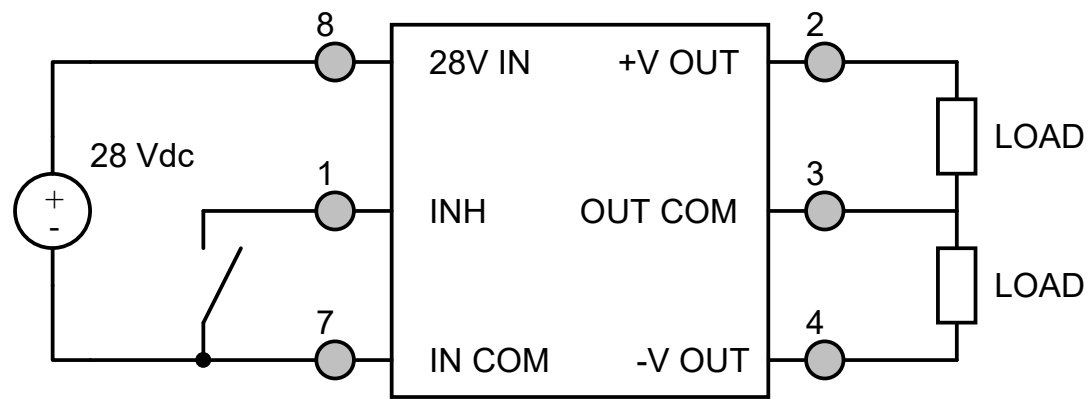 8
2
28V IN
+V OUT
LOAD
28 Vdc
1
3
+
-
INH
OUT COM
LOAD
7
4
IN COM
-V OUT